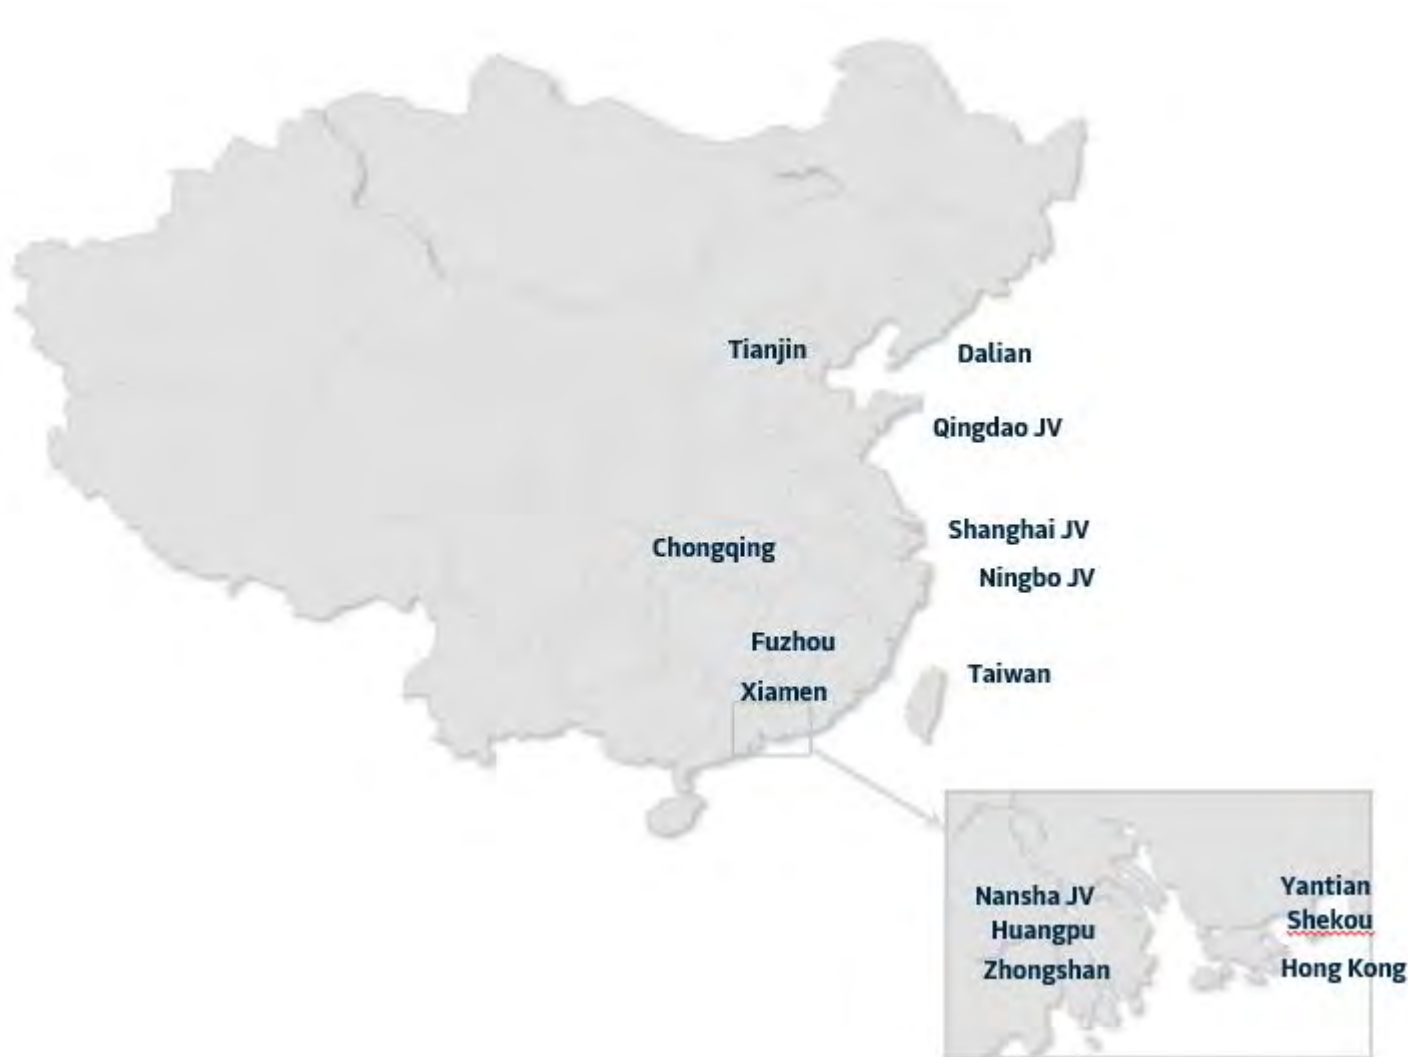 Tianjin
Dalian
Qingdao JV
Shanghai JV
Chongqing
Ningbo JV
Fuzhou
Taiwan
Xiamen
Nansha JV
Yantian
Huangpu
Shekou
Zhongshan
Hong Kong